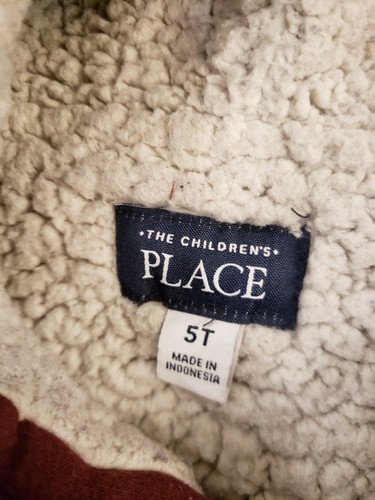 •THE CHILDREN'S•
PLACE
5T
MADE IN
INDONESIA